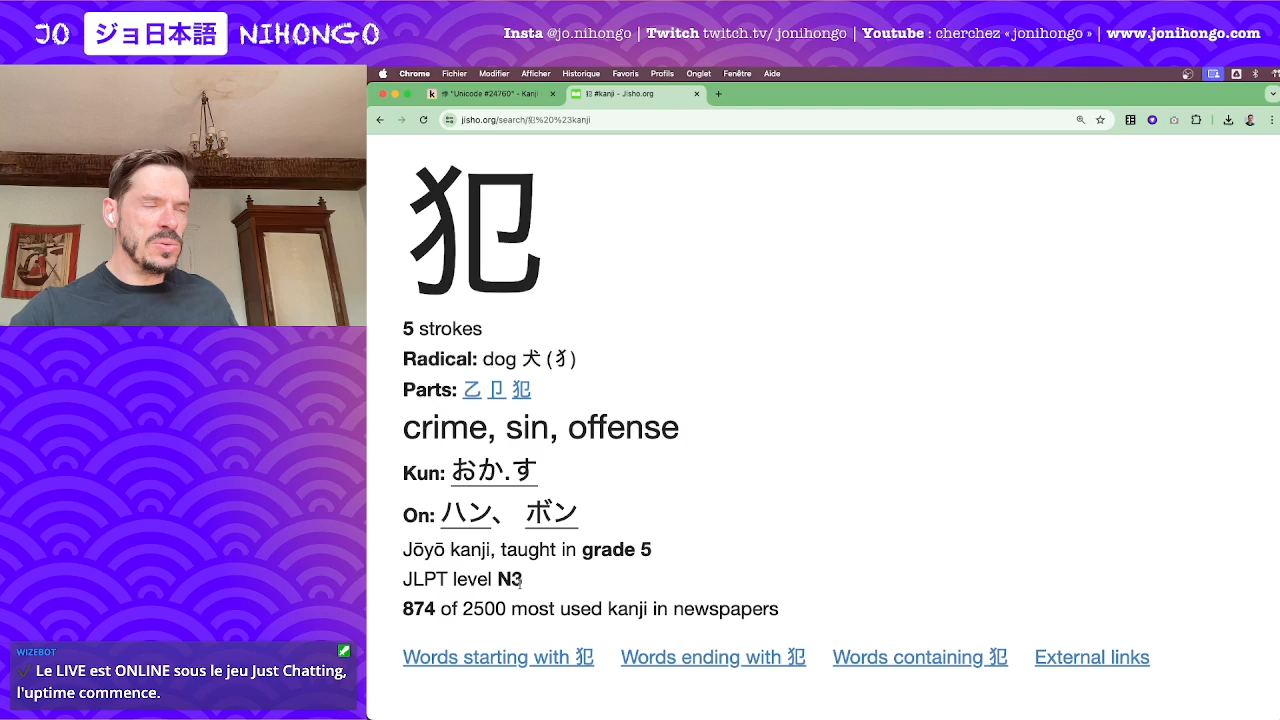 JO ジョ日本語 NIHONGO
Insta @jo.nihongo | Twitch twitch.tv/ jonihongo | Youtube : cherchez « jonihongo » | www.jonihongo.com
Chrome Fichier Modifier Afficher Historique Favoris Profils Onglet Fenêtre Aide
"Unicode #24760" - Kanji
犯 #kanji - Jisho.org
jisho.org/search/犯%20%23kanji
犯
5 strokes
Radical: dog 犬 (犭)
Parts: 乙 卩 犯
crime, sin, offense
Kun: おか.す
On: ハン、 ボン
Jōyō kanji, taught in grade 5
JLPT level N3
874 of 2500 most used kanji in newspapers
Words starting with 犯 Words ending with 犯 Words containing 犯 External links
WIZEBOT
✔ Le LIVE est ONLINE sous le jeu Just Chatting,
l'uptime commence.